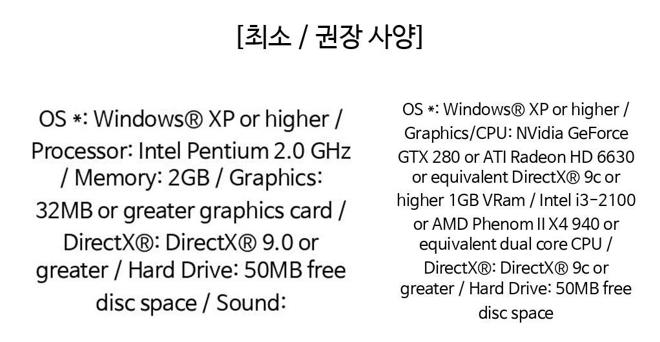 [최소 / 권장 사양]
OS *: Windows® XP or higher /
Processor: Intel Pentium 2.0 GHz
/ Memory: 2GB / Graphics:
32MB or greater graphics card /
DirectX®: DirectX® 9.0 or
greater / Hard Drive: 50MB free
disc space / Sound:
OS *: Windows® XP or higher /
Graphics/CPU: NVidia GeForce
GTX 280 or ATI Radeon HD 6630
or equivalent DirectX® 9c or
higher 1GB VRam / Intel i3-2100
or AMD Phenom II X4 940 or
equivalent dual core CPU /
DirectX®: DirectX® 9c or
greater / Hard Drive: 50MB free
disc space